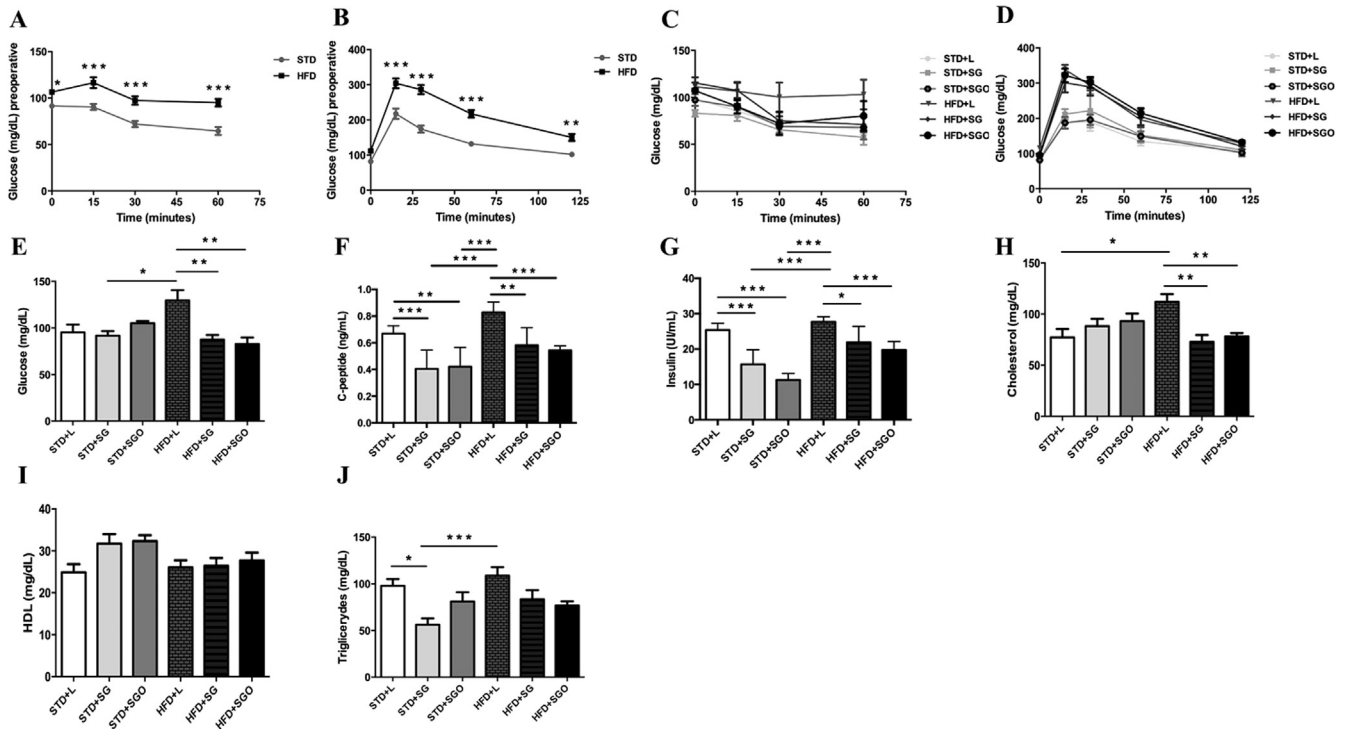 A
Glucose (mg/dL) preoperative
150
100
50
0
0 15 30 45 60 75
Time (minutes)
*
***
***
***
STD
HFD
B
Glucose (mg/dL) preoperative
400
300
200
100
0
0 25 50 75 100 125
Time (minutes)
***
***
***
**
STD
HFD
C
Glucose (mg/dL)
150
100
50
0
0 15 30 45 60 75
Time (minutes)
STD+L
STD+SG
STD+SGO
HFD+L
HFD+SG
HFD+SGO
D
Glucose (mg/dL)
400
300
200
100
0
0 25 50 75 100 125
Time (minutes)
STD+L
STD+SG
STD+SGO
HFD+L
HFD+SG
HFD+SGO
E
Glucose (mg/dL)
150
100
50
0
**
*
**
STD+L STD+SG STD+SGO HFD+L HFD+SG HFD+SGO
F
C-peptide (ng/mL)
1.0
0.8
0.6
0.4
0.2
0.0
***
***
***
**
**
***
STD+L STD+SG STD+SGO HFD+L HFD+SG HFD+SGO
G
Insulin (UI/mL)
40
30
20
10
0
***
***
***
***
*
***
STD+L STD+SG STD+SGO HFD+L HFD+SG HFD+SGO
H
Cholesterol (mg/dL)
150
100
50
0
*
**
**
STD+L STD+SG STD+SGO HFD+L HFD+SG HFD+SGO
I
HDL (mg/dL)
40
30
20
10
0
STD+L STD+SG STD+SGO HFD+L HFD+SG HFD+SGO
J
Triglicerydes (mg/dL)
150
100
50
0
***
*
STD+L STD+SG STD+SGO HFD+L HFD+SG HFD+SGO